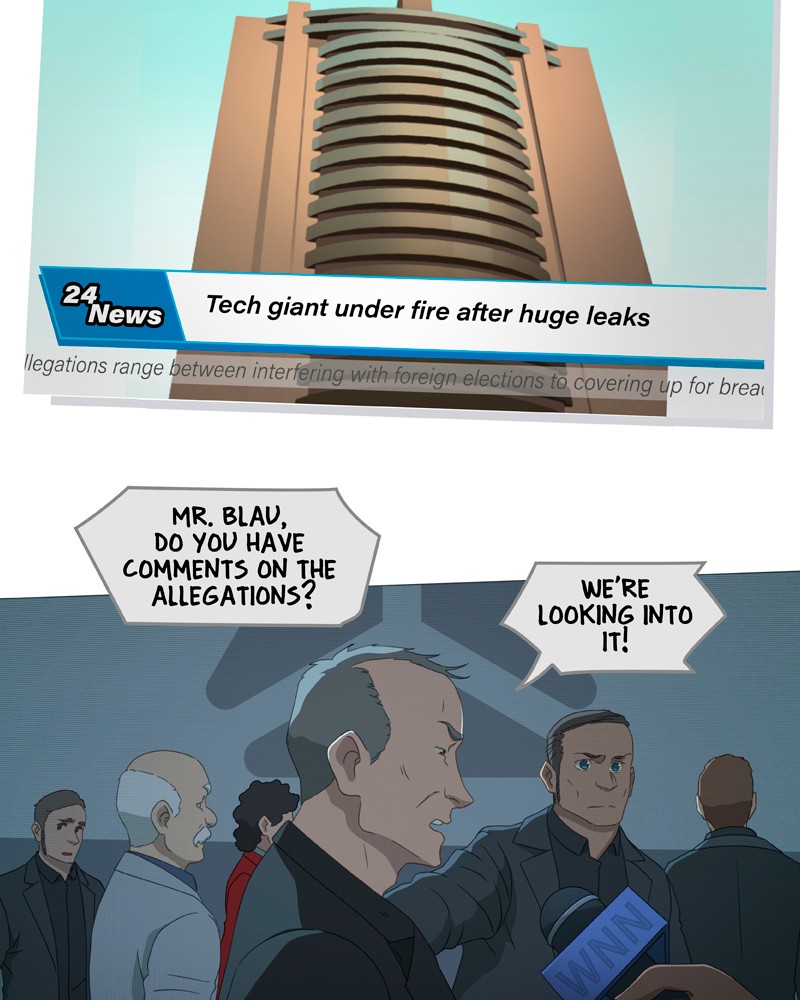 24
News
Tech giant under fire after huge leaks
llegations range between interfering with foreign elections to covering up for brea
MR. BLAU,
DO YOU HAVE
COMMENTS ON THE
ALLEGATIONS?
WE'RE
LOOKING INTO
IT!
WNN